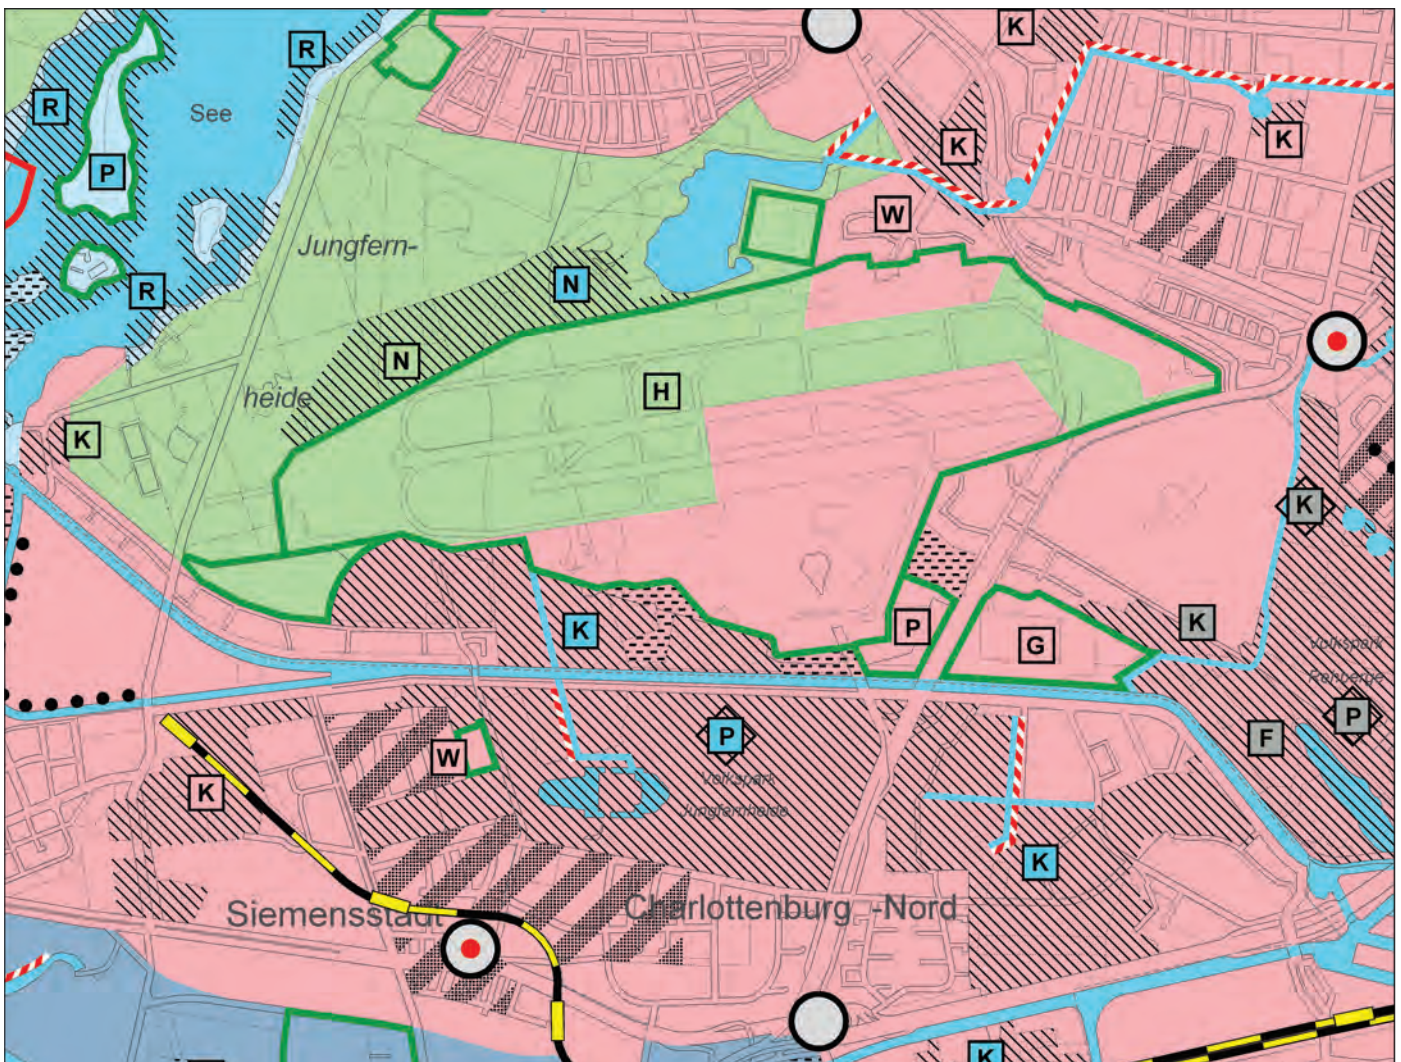 K
R
See
R
K
K
P
W
Jungfern-
N
R
N
H
heide
K
K
K
P
K
G
Volkspark
Rehberge
P
P
F
W
Volkspark
Jungfernheide
K
K
Siemensstadt
Charlottenburg -Nord
K